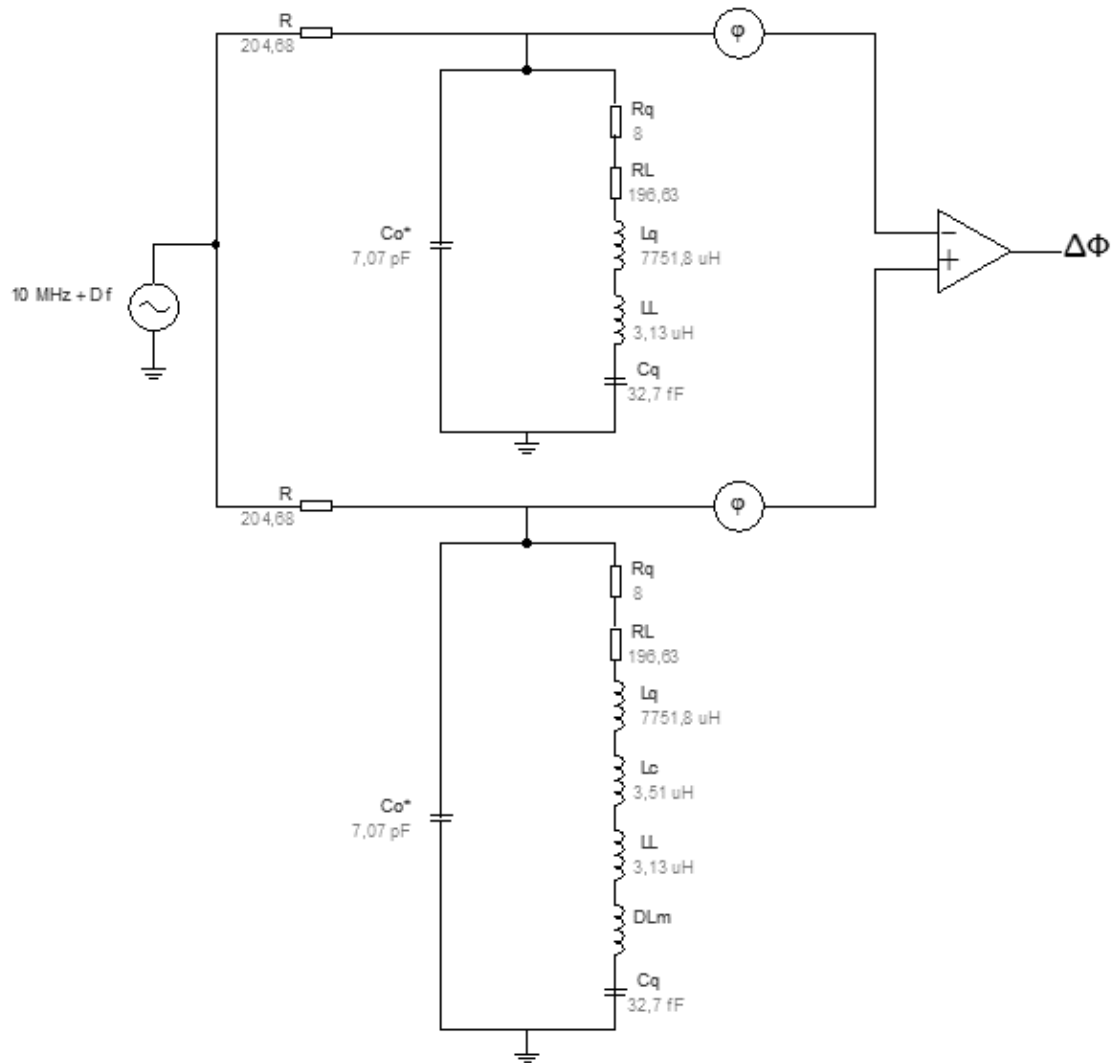 R
204,68
φ
Rq
8
RL
196,63
Co*
7,07 pF
Lq
7751,8 uH
LL
3,13 uH
Cq
32,7 fF
10 MHz + Df
ΔΦ
R
204,68
φ
Rq
8
RL
196,63
Lq
7751,8 uH
Lc
3,51 uH
Co*
7,07 pF
LL
3,13 uH
DLm
Cq
32,7 fF